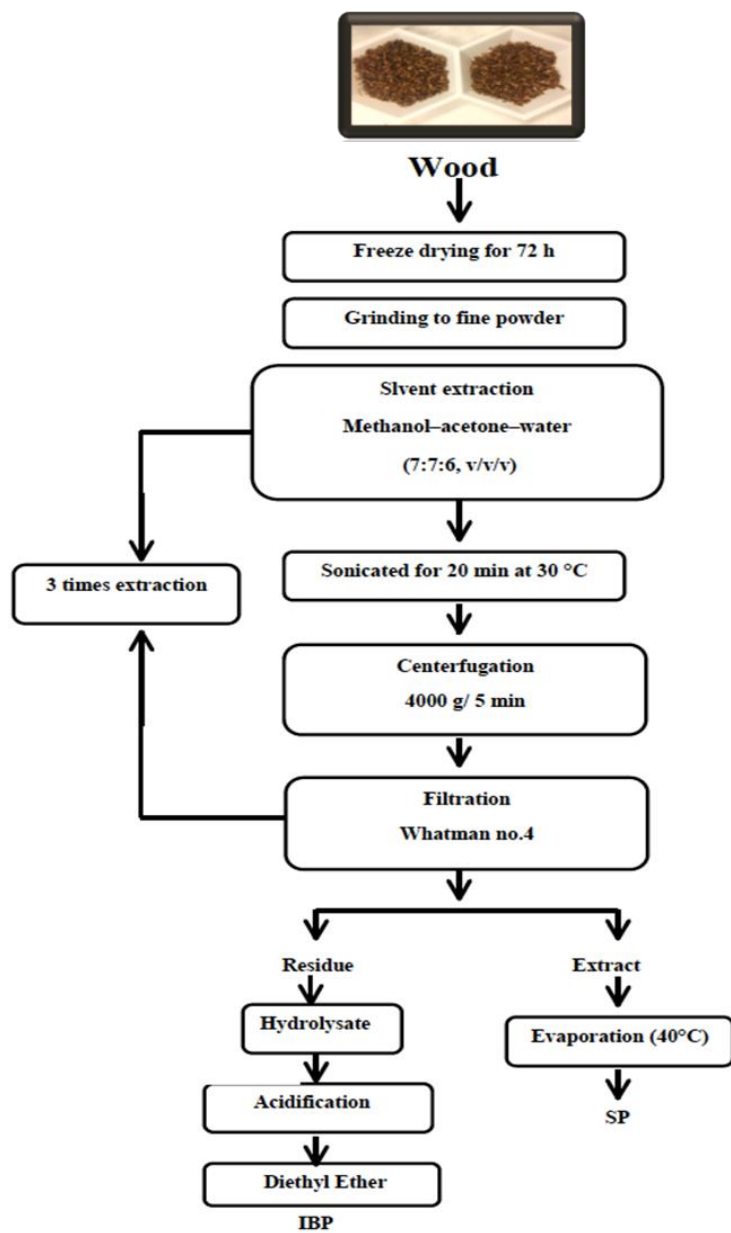 Wood
Freeze drying for 72 h
Grinding to fine powder
Slvent extraction
Methanol–acetone–water
(7:7:6, v/v/v)
3 times extraction
Sonicated for 20 min at 30 °C
Centerfugation
4000 g/ 5 min
Filtration
Whatman no.4
Residue
Extract
Hydrolysate
Evaporation (40°C)
Acidification
SP
Diethyl Ether
IBP